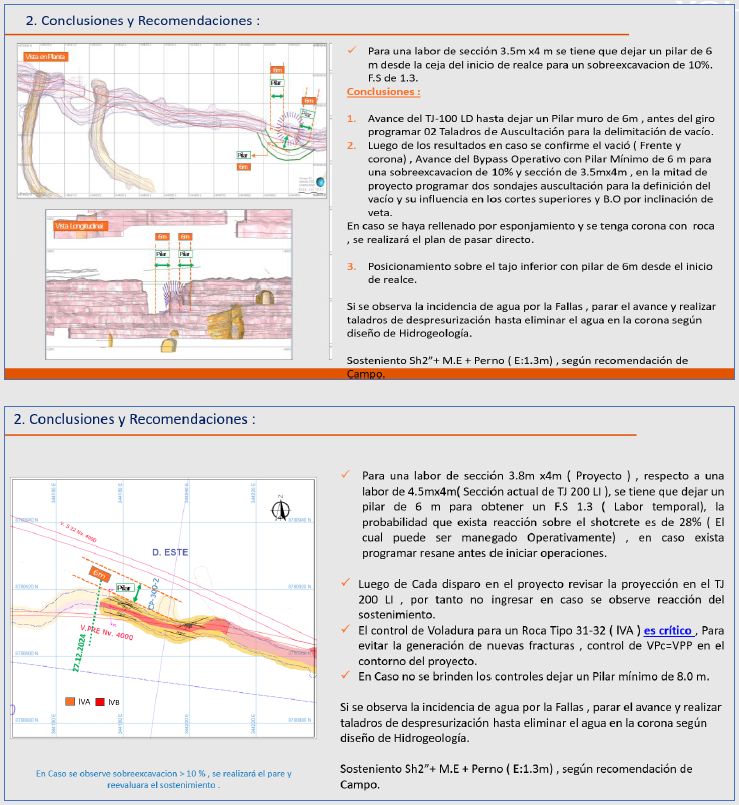 2. Conclusiones y Recomendaciones :
Vista en Planta
6m
Pilar
6m
Pilar
Pilar
6m
Vista Longitudinal
6m
6m
Pilar
Pilar
Para una labor de sección 3.5m x4 m se tiene que dejar un pilar de 6
m desde la ceja del inicio de realce para un sobreexcavacion de 10%.
F.S de 1.3.
Conclusiones :
1. Avance del TJ-100 LD hasta dejar un Pilar muro de 6m , antes del giro
programar 02 Taladros de Auscultación para la delimitación de vacío.
2. Luego de los resultados en caso se confirme el vació ( Frente y
corona) , Avance del Bypass Operativo con Pilar Mínimo de 6 m para
una sobreexcavacion de 10% y sección de 3.5mx4m , en la mitad de
proyecto programar dos sondajes auscultación para la definición del
vacío y su influencia en los cortes superiores y B.O por inclinación de
veta.
En caso se haya rellenado por esponjamiento y se tenga corona con roca
, se realizará el plan de pasar directo.
3. Posicionamiento sobre el tajo inferior con pilar de 6m desde el inicio
de realce.
Si se observa la incidencia de agua por la Fallas , parar el avance y realizar
taladros de despresurización hasta eliminar el agua en la corona según
diseño de Hidrogeología.
Sosteniento Sh2”+ M.E + Perno ( E:1.3m) , según recomendación de
Campo.
2. Conclusiones y Recomendaciones :
D. ESTE
6m
Pilar
CP-300-2
V.PRE Nv. 4000
27.12.2024
IVA
IVB
En Caso se observe sobreexcavacion > 10 % , se realizará el pare y
reevaluara el sostenimiento .
Para una labor de sección 3.8m x4m ( Proyecto ) , respecto a una
labor de 4.5mx4m( Sección actual de TJ 200 LI ), se tiene que dejar un
pilar de 6 m para obtener un F.S 1.3 ( Labor temporal), la
probabilidad que exista reacción sobre el shotcrete es de 28% ( El
cual puede ser manegado Operativamente) , en caso exista
programar resane antes de iniciar operaciones.
Luego de Cada disparo en el proyecto revisar la proyección en el TJ
200 LI , por tanto no ingresar en caso se observe reacción del
sostenimiento.
El control de Voladura para un Roca Tipo 31-32 ( IVA ) es crítico , Para
evitar la generación de nuevas fracturas , control de VPc=VPP en el
contorno del proyecto.
En Caso no se brinden los controles dejar un Pilar mínimo de 8.0 m.
Si se observa la incidencia de agua por la Fallas , parar el avance y realizar
taladros de despresurización hasta eliminar el agua en la corona según
diseño de Hidrogeología.
Sosteniento Sh2”+ M.E + Perno ( E:1.3m) , según recomendación de
Campo.